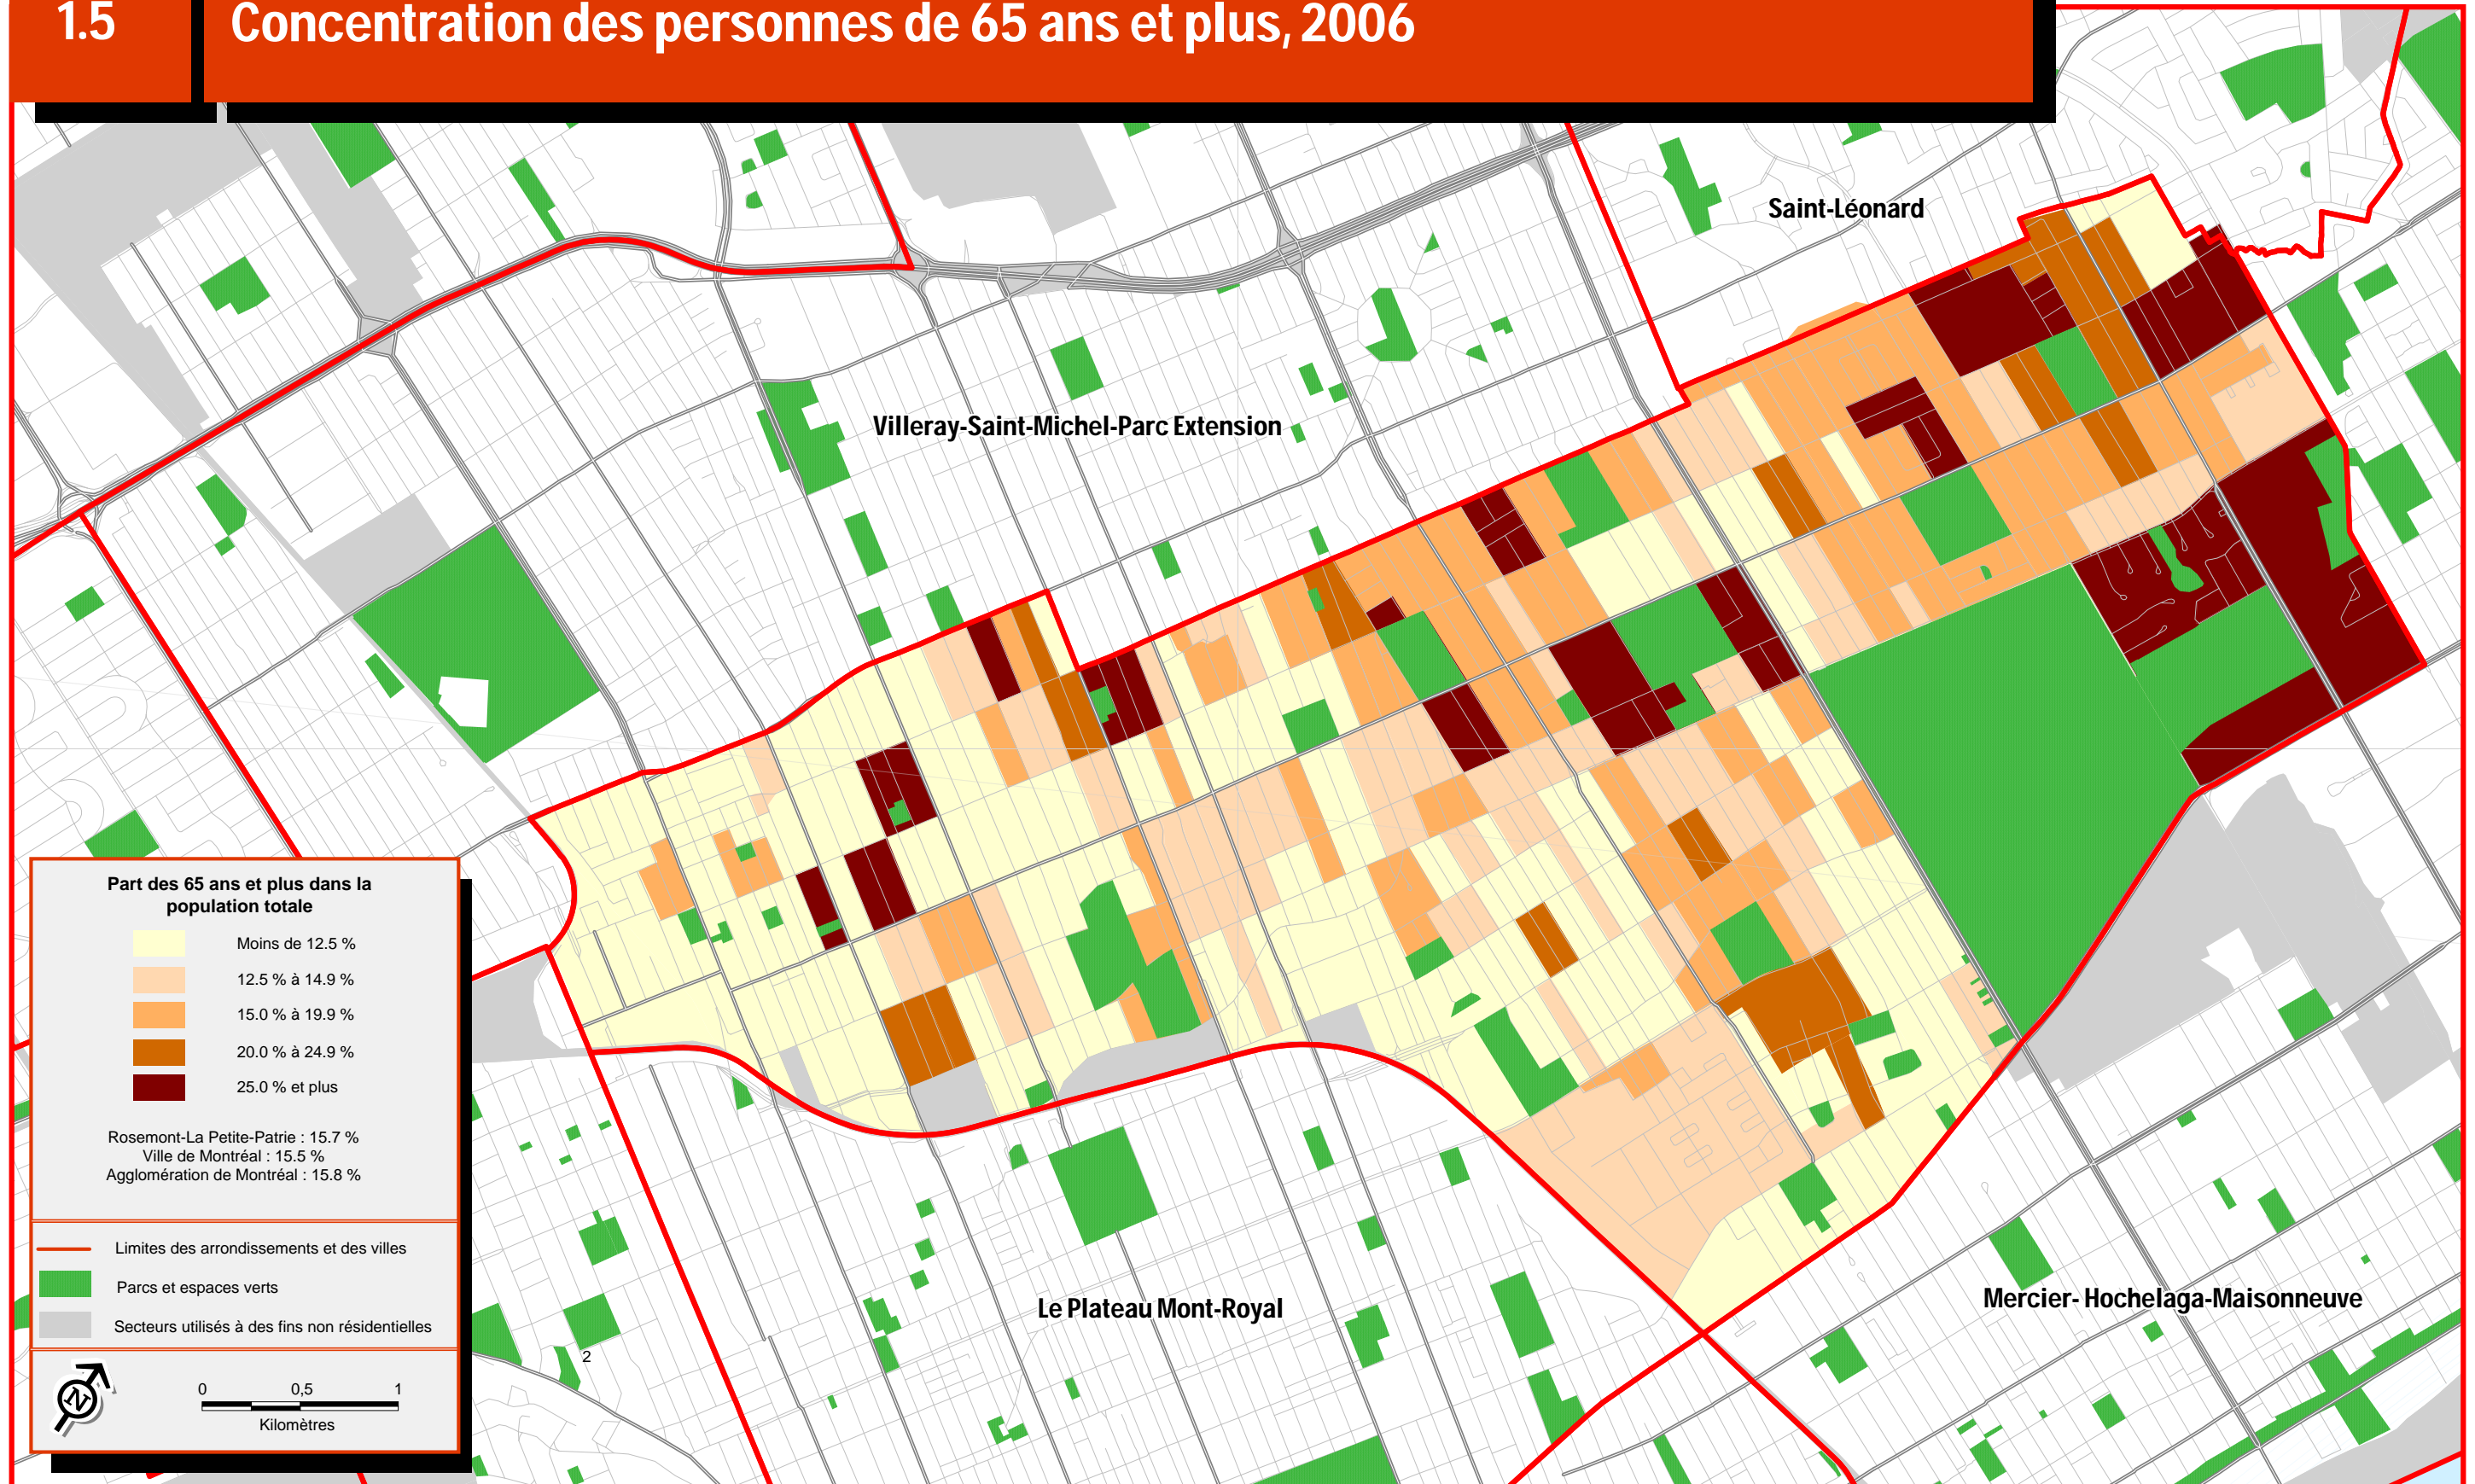 1.5
Concentration des personnes de 65 ans et plus, 2006
Saint-Léonard
Villeray-Saint-Michel-Parc Extension
Le Plateau Mont-Royal
Mercier- Hochelaga-Maisonneuve
Part des 65 ans et plus dans la
population totale
Moins de 12.5 %
12.5 % à 14.9 %
15.0 % à 19.9 %
20.0 % à 24.9 %
25.0 % et plus
Rosemont-La Petite-Patrie : 15.7 %
Ville de Montréal : 15.5 %
Agglomération de Montréal : 15.8 %
Limites des arrondissements et des villes
Parcs et espaces verts
Secteurs utilisés à des fins non résidentielles
N
0 0,5 1
Kilomètres
2